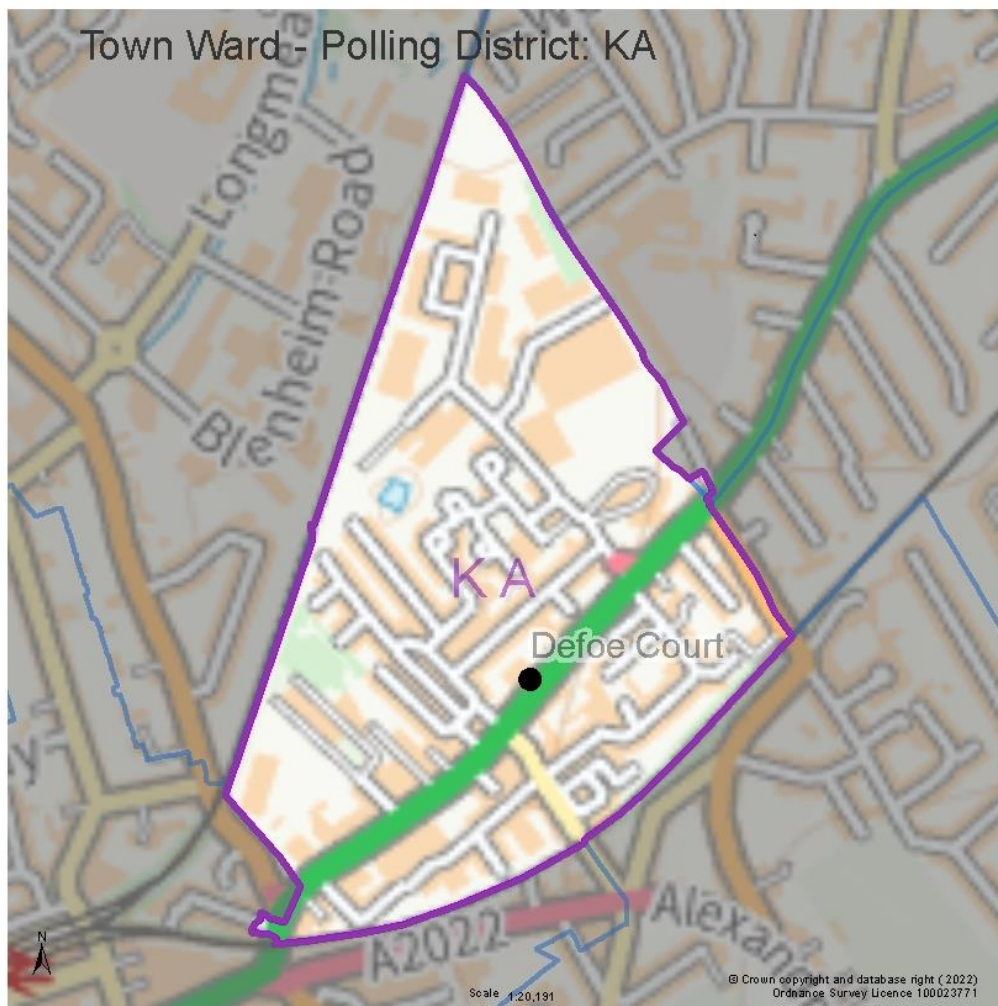 Town Ward - Polling District: KA
Longmea
Blenheim Road
KA
Defoe Court
A2022
Alexan
N
Scale 1:20,191
© Crown copyright and database right (2022)
Ordnance Survey Licence 100023771